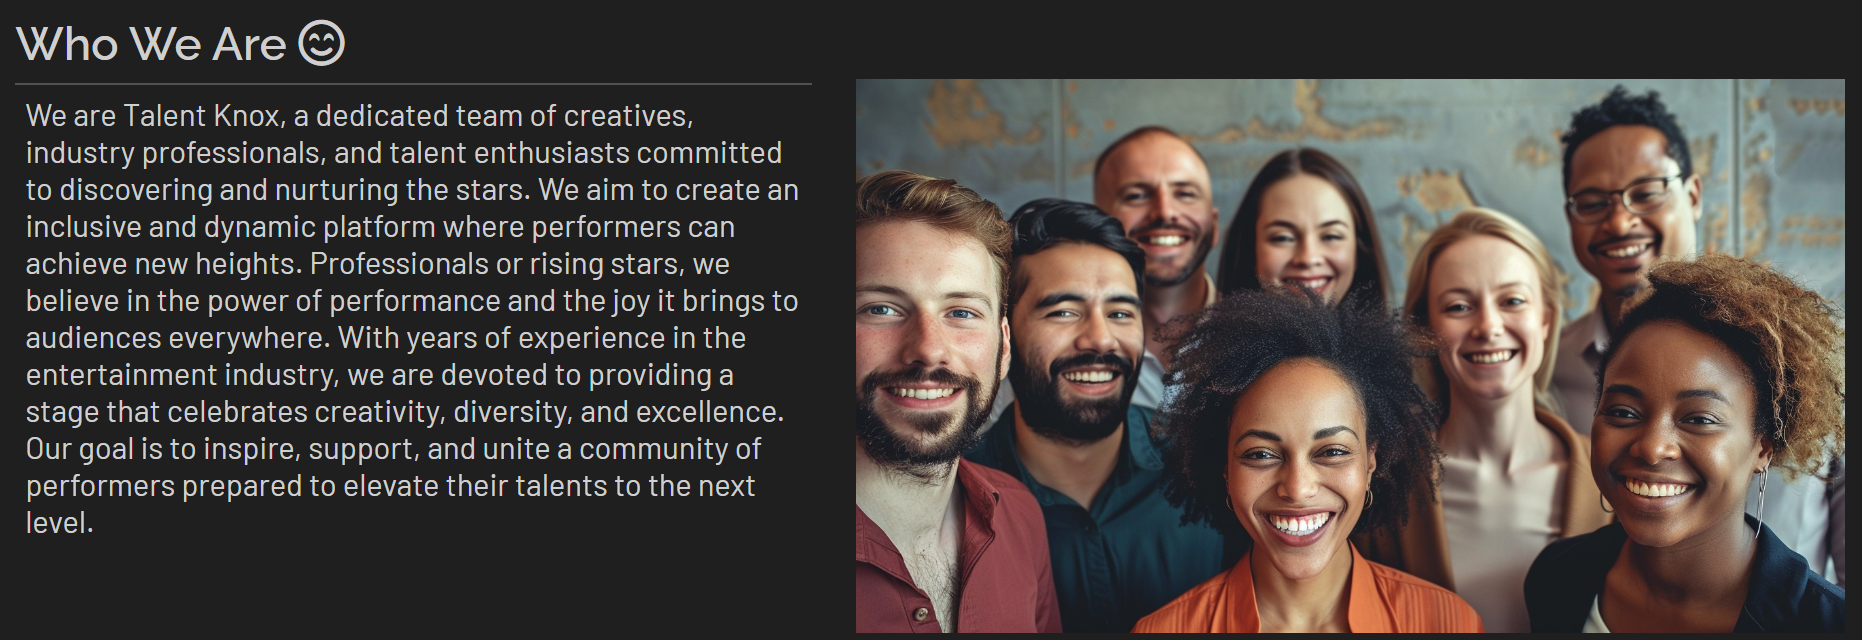 Who We Are
We are Talent Knox, a dedicated team of creatives,
industry professionals, and talent enthusiasts committed
to discovering and nurturing the stars. We aim to create an
inclusive and dynamic platform where performers can
achieve new heights. Professionals or rising stars, we
believe in the power of performance and the joy it brings to
audiences everywhere. With years of experience in the
entertainment industry, we are devoted to providing a
stage that celebrates creativity, diversity, and excellence.
Our goal is to inspire, support, and unite a community of
performers prepared to elevate their talents to the next
level.